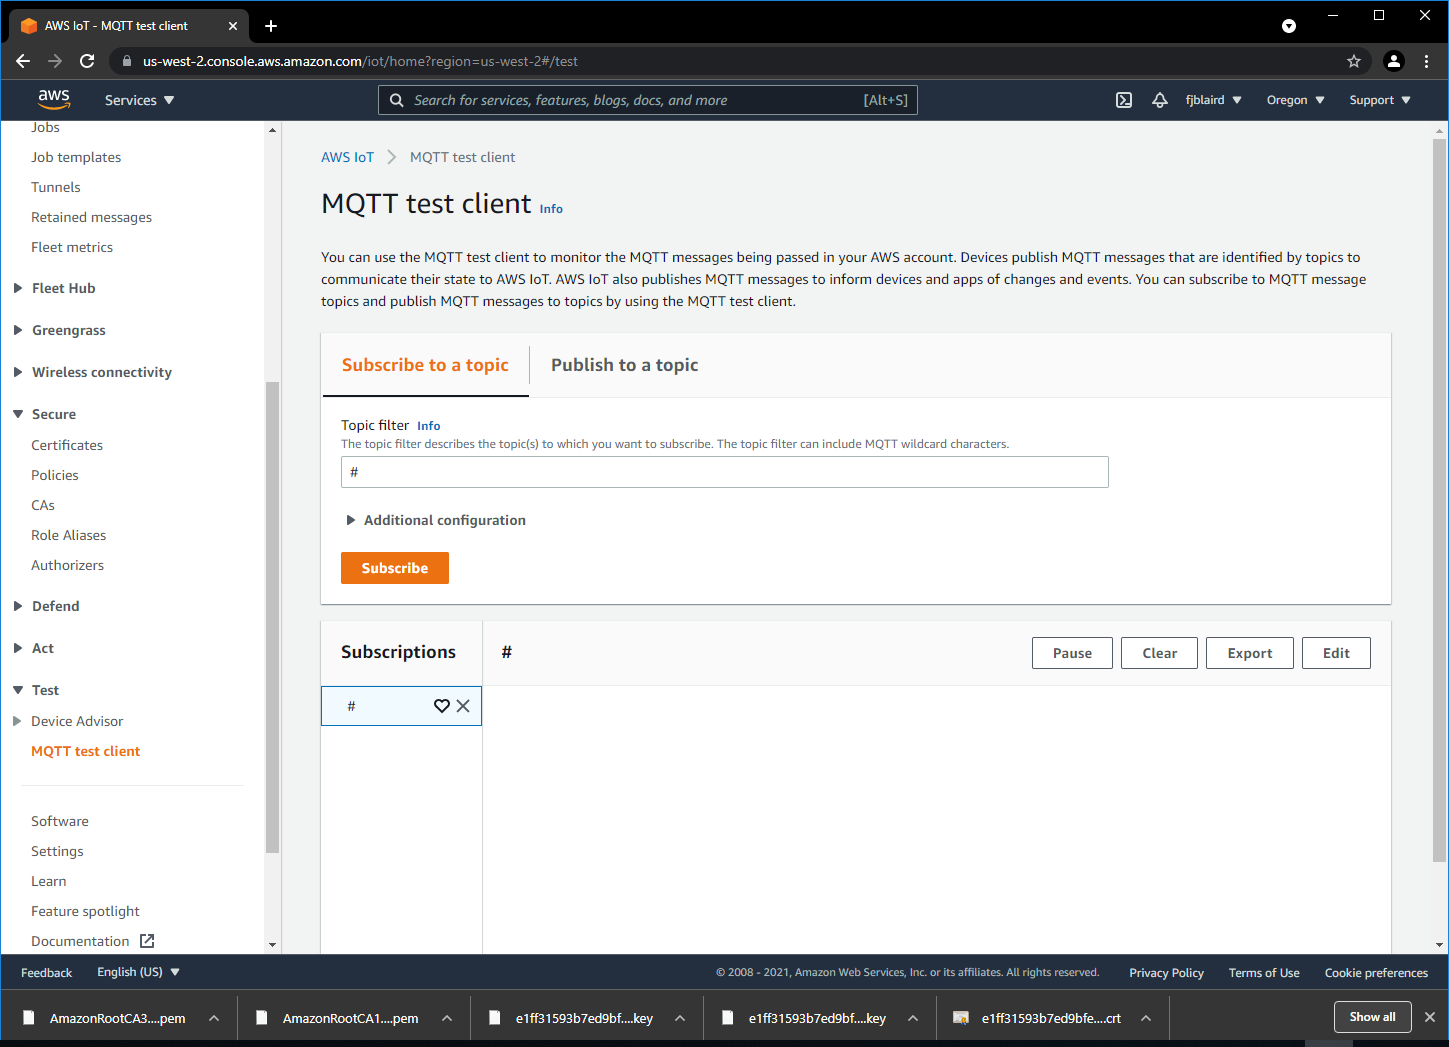 AWS IoT - MQTT test client
us-west-2.console.aws.amazon.com/iot/home?region=us-west-2#/test
aws
Services
Search for services, features, blogs, docs, and more
[Alt+S]
fjblaird
Oregon
Support
Jobs
Job templates
Tunnels
Retained messages
Fleet metrics
Fleet Hub
Greengrass
Wireless connectivity
Secure
Certificates
Policies
CAs
Role Aliases
Authorizers
Defend
Act
Test
Device Advisor
MQTT test client
Software
Settings
Learn
Feature spotlight
Documentation
AWS IoT
MQTT test client
MQTT test client Info
You can use the MQTT test client to monitor the MQTT messages being passed in your AWS account. Devices publish MQTT messages that are identified by topics to
communicate their state to AWS IoT. AWS IoT also publishes MQTT messages to inform devices and apps of changes and events. You can subscribe to MQTT message
topics and publish MQTT messages to topics by using the MQTT test client.
Subscribe to a topic
Publish to a topic
Topic filter Info
The topic filter describes the topic(s) to which you want to subscribe. The topic filter can include MQTT wildcard characters.
#
Additional configuration
Subscribe
Subscriptions
#
Pause
Clear
Export
Edit
#
Feedback
English (US)
© 2008 - 2021, Amazon Web Services, Inc. or its affiliates. All rights reserved.
Privacy Policy
Terms of Use
Cookie preferences
AmazonRootCA3....pem
AmazonRootCA1....pem
e1ff31593b7ed9bf....key
e1ff31593b7ed9bf....key
e1ff31593b7ed9bfe....crt
Show all